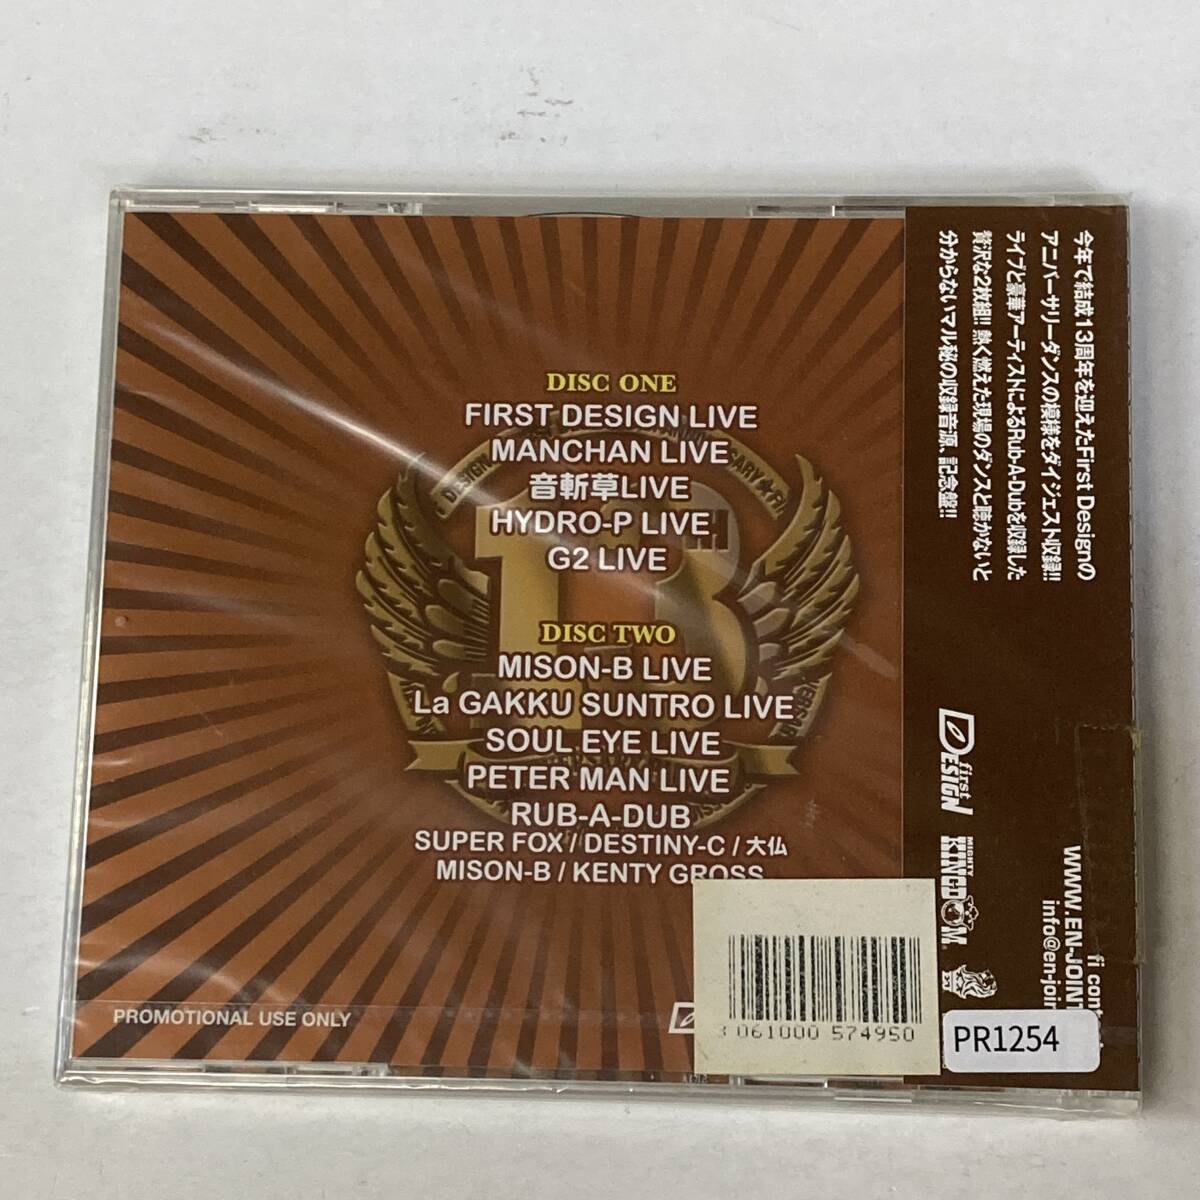 DISC ONE
FIRST DESIGN LIVE
MANCHAN LIVE
音斬草LIVE
HYDRO-P LIVE
G2 LIVE
DISC TWO
MISON-B LIVE
La GAKKU SUNTRO LIVE
SOUL EYE LIVE
PETER MAN LIVE
RUB-A-DUB
SUPER FOX / DESTINY-C / 大仏
MISON-B / KENTY GROSS
PROMOTIONAL USE ONLY
今年で結成13周年を迎えたFirst Designの
アニバーサリーダンスの模様をダイジェスト収録!!
ライブと豪華アーティストによるRub-A-Dubを収録した
贅沢な2枚組!! 熱く燃えた現場のダンスと聴かないと
分からないマル秘の収録音源、記念盤!!
first
DESIGN
MIGHTY
KINGDOM
WWW.EN-JOINT
info@en-join
061000 574950
PR1254